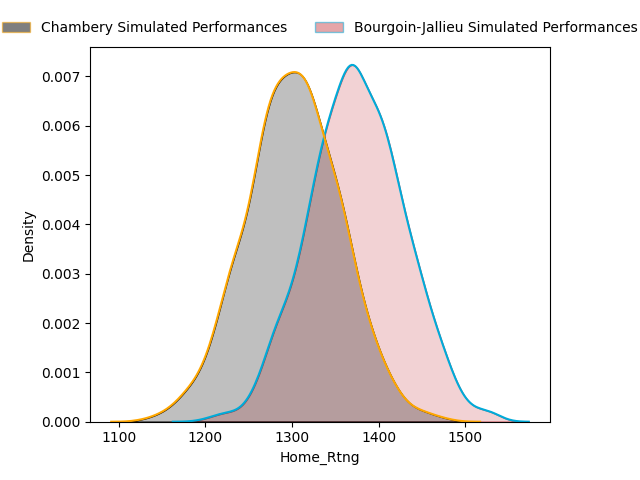 Chambery Simulated Performances
Bourgoin-Jallieu Simulated Performances
0.007
0.006
0.005
0.004
0.003
0.002
0.001
0.000
Density
1100 1200 1300 1400 1500
Home_Rtng